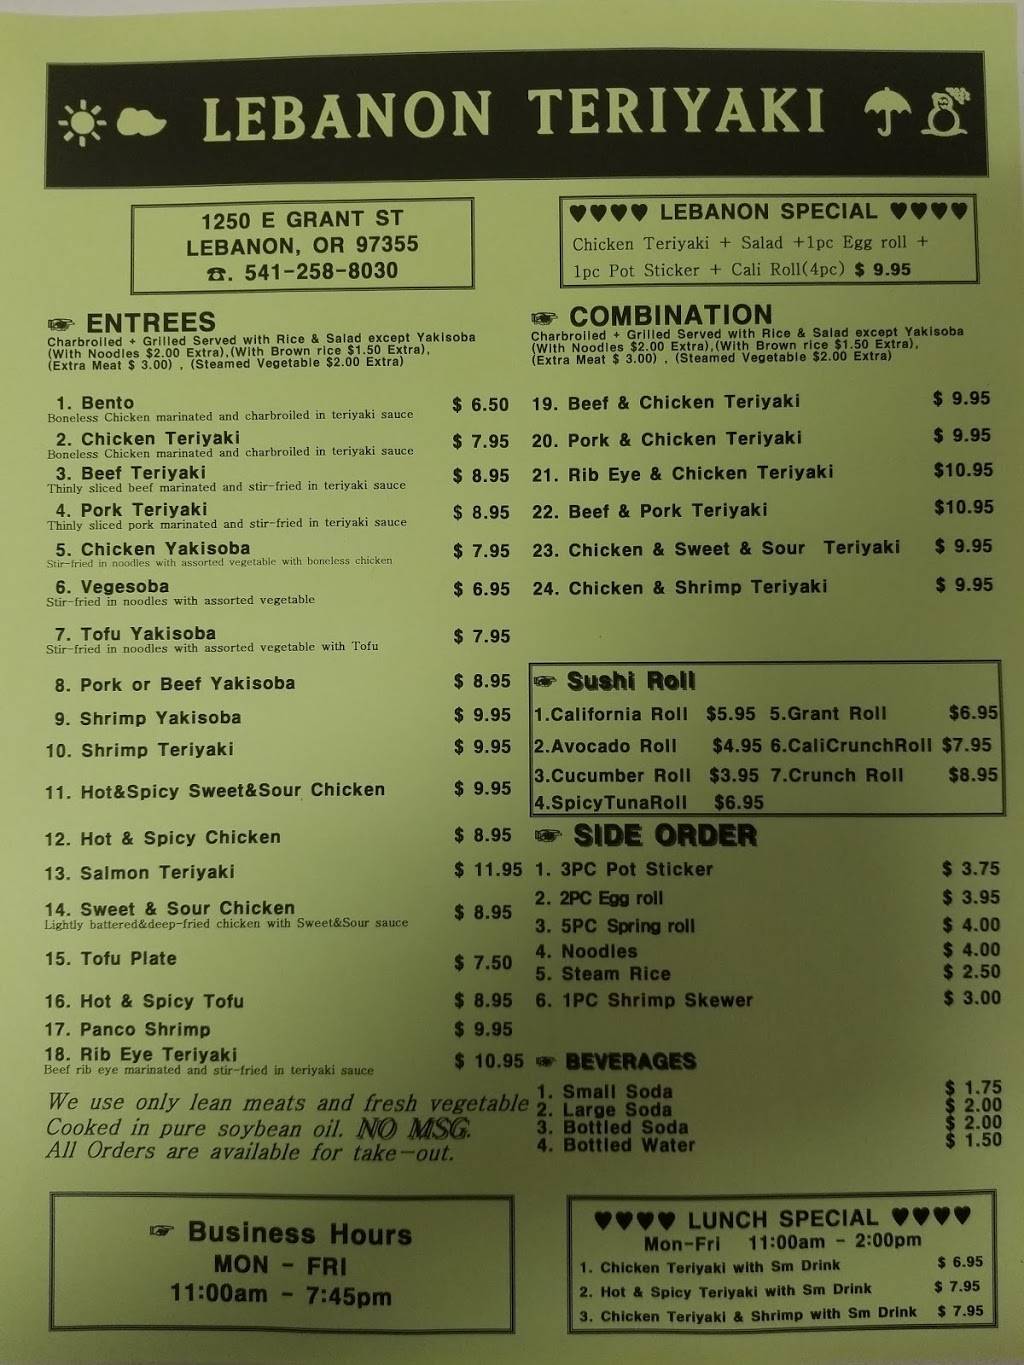 LEBANON TERIYAKI
1250 E GRANT ST
LEBANON, OR 97355
☎. 541-258-8030
♥♥♥♥ LEBANON SPECIAL ♥♥♥♥
Chicken Teriyaki + Salad +1pc Egg roll +
1pc Pot Sticker + Cali Roll(4pc) $ 9.95
☞ ENTREES
Charbroiled + Grilled Served with Rice & Salad except Yakisoba
(With Noodles $2.00 Extra),(With Brown rice $1.50 Extra),
(Extra Meat $ 3.00) , (Steamed Vegetable $2.00 Extra)
1. Bento $ 6.50
Boneless Chicken marinated and charbroiled in teriyaki sauce
2. Chicken Teriyaki $ 7.95
Boneless Chicken marinated and charbroiled in teriyaki sauce
3. Beef Teriyaki $ 8.95
Thinly sliced beef marinated and stir-fried in teriyaki sauce
4. Pork Teriyaki $ 8.95
Thinly sliced pork marinated and stir-fried in teriyaki sauce
5. Chicken Yakisoba $ 7.95
Stir-fried in noodles with assorted vegetable with boneless chicken
6. Vegesoba $ 6.95
Stir-fried in noodles with assorted vegetable
7. Tofu Yakisoba $ 7.95
Stir-fried in noodles with assorted vegetable with Tofu
8. Pork or Beef Yakisoba $ 8.95
9. Shrimp Yakisoba $ 9.95
10. Shrimp Teriyaki $ 9.95
11. Hot&Spicy Sweet&Sour Chicken $ 9.95
12. Hot & Spicy Chicken $ 8.95
13. Salmon Teriyaki $ 11.95
14. Sweet & Sour Chicken $ 8.95
Lightly battered&deep-fried chicken with Sweet&Sour sauce
15. Tofu Plate $ 7.50
16. Hot & Spicy Tofu $ 8.95
17. Panco Shrimp $ 9.95
18. Rib Eye Teriyaki $ 10.95
Beef rib eye marinated and stir-fried in teriyaki sauce
We use only lean meats and fresh vegetable
Cooked in pure soybean oil. NO MSG.
All Orders are available for take-out.
☞ Business Hours
MON - FRI
11:00am - 7:45pm
☞ COMBINATION
Charbroiled + Grilled Served with Rice & Salad except Yakisoba
(With Noodles $2.00 Extra),(With Brown rice $1.50 Extra),
(Extra Meat $ 3.00) , (Steamed Vegetable $2.00 Extra)
19. Beef & Chicken Teriyaki $ 9.95
20. Pork & Chicken Teriyaki $ 9.95
21. Rib Eye & Chicken Teriyaki $10.95
22. Beef & Pork Teriyaki $10.95
23. Chicken & Sweet & Sour Teriyaki $ 9.95
24. Chicken & Shrimp Teriyaki $ 9.95
☞ Sushi Roll
1.California Roll $5.95 5.Grant Roll $6.95
2.Avocado Roll $4.95 6.CaliCrunchRoll $7.95
3.Cucumber Roll $3.95 7.Crunch Roll $8.95
4.SpicyTunaRoll $6.95
☞ SIDE ORDER
1. 3PC Pot Sticker $ 3.75
2. 2PC Egg roll $ 3.95
3. 5PC Spring roll $ 4.00
4. Noodles $ 4.00
5. Steam Rice $ 2.50
6. 1PC Shrimp Skewer $ 3.00
☞ BEVERAGES
1. Small Soda $ 1.75
2. Large Soda $ 2.00
3. Bottled Soda $ 2.00
4. Bottled Water $ 1.50
♥♥♥♥ LUNCH SPECIAL ♥♥♥♥
Mon-Fri 11:00am - 2:00pm
1. Chicken Teriyaki with Sm Drink $ 6.95
2. Hot & Spicy Teriyaki with Sm Drink $ 7.95
3. Chicken Teriyaki & Shrimp with Sm Drink $ 7.95